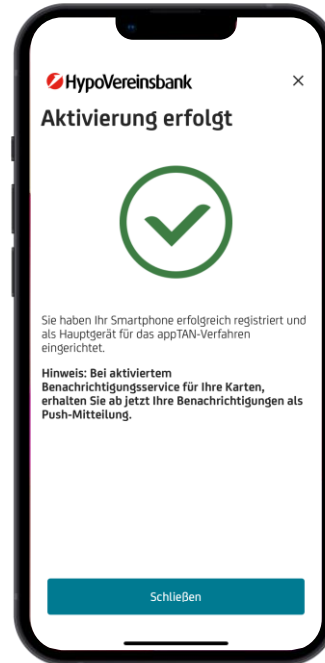 HypoVereinsbank
Aktivierung erfolgt
Sie haben Ihr Smartphone erfolgreich registriert und
als Hauptgerät für das appTAN-Verfahren
eingerichtet.
Hinweis: Bei aktiviertem
Benachrichtigungsservice für Ihre Karten,
erhalten Sie ab jetzt Ihre Benachrichtigungen als
Push-Mitteilung.
Schließen